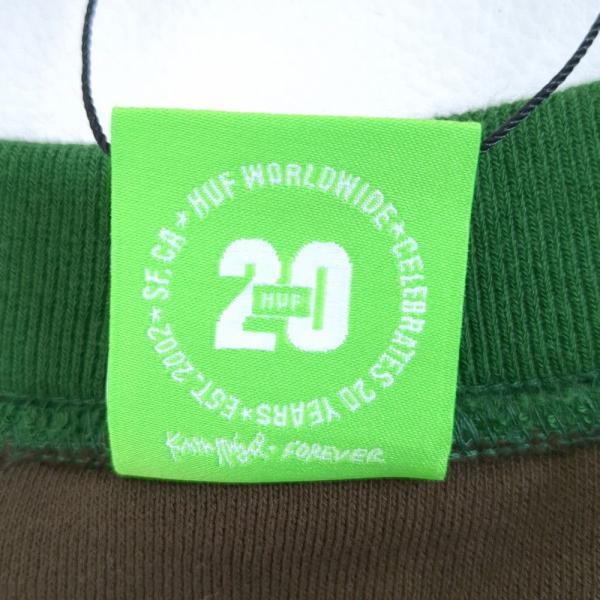 HUF WORLDWIDE*CELEBRATES 20 YEARS*EST. 2002*SF, CA*
20
HUF
FOREVER